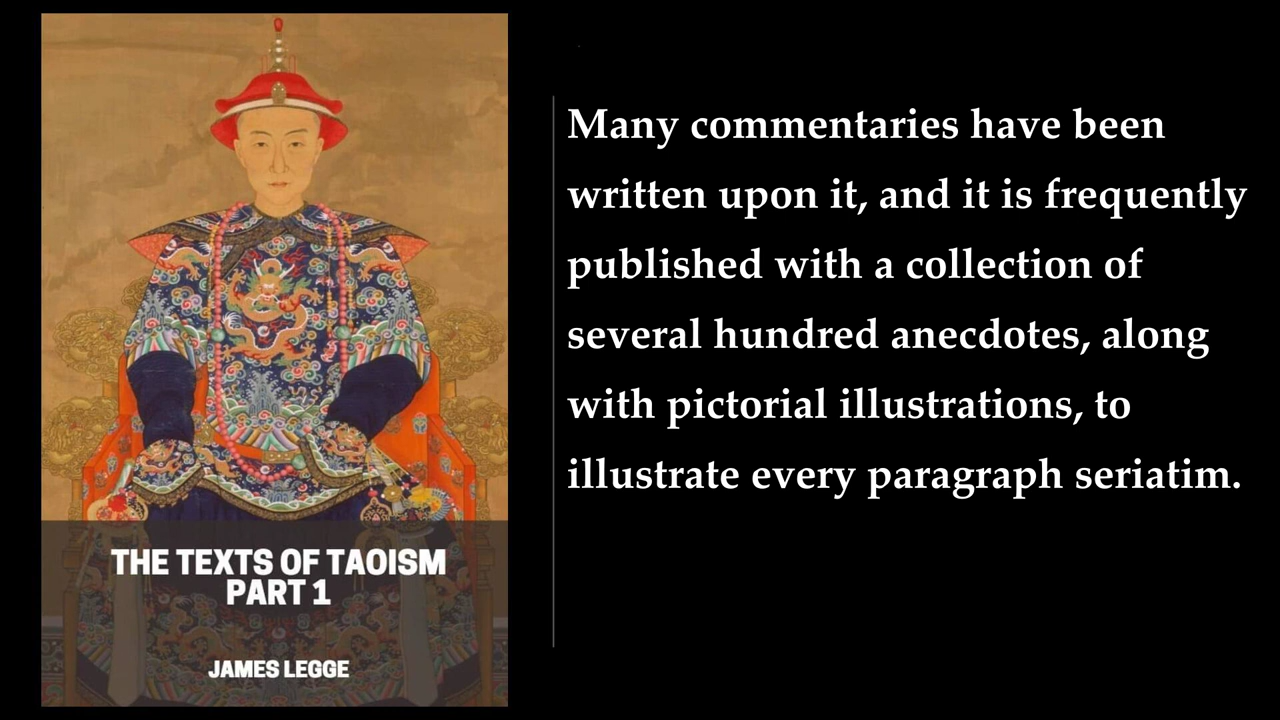 THE TEXTS OF TAOISM
PART 1
JAMES LEGGE
Many commentaries have been
written upon it, and it is frequently
published with a collection of
several hundred anecdotes, along
with pictorial illustrations, to
illustrate every paragraph seriatim.